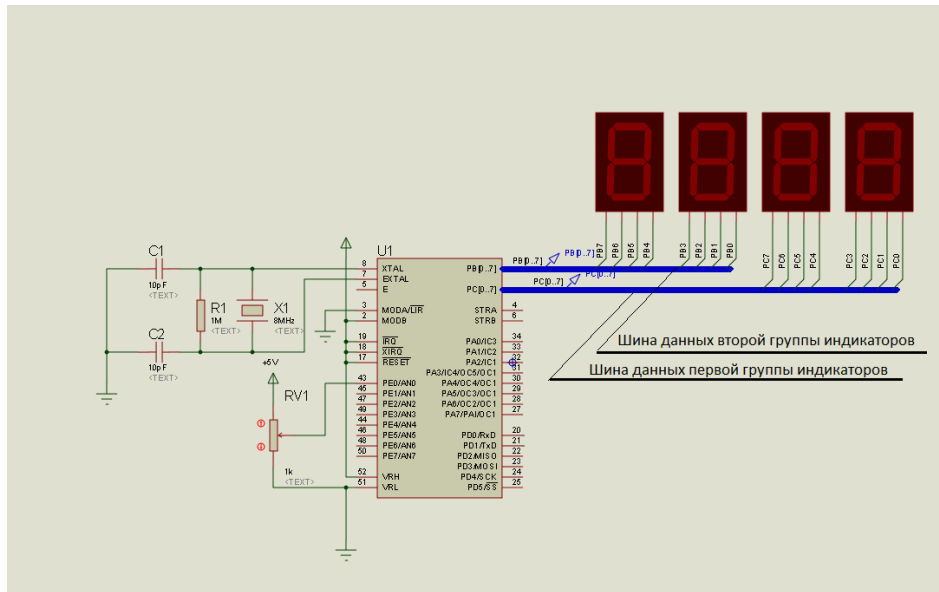 C1
10pF
<TEXT>
C2
10pF
<TEXT>
R1
1M
<TEXT>
X1
8MHz
<TEXT>
+5V
RV1
1k
<TEXT>
U1
8 XTAL
7 EXTAL
5 E
3 MODA/LIR
2 MODB
19 IRQ
18 XIRQ
17 RESET
43 PE0/AN0
45 PE1/AN1
47 PE2/AN2
49 PE3/AN3
44 PE4/AN4
46 PE5/AN5
48 PE6/AN6
50 PE7/AN7
52 VRH
51 VRL
PB[0..7]
PC[0..7]
STRA 4
STRB 6
PA0/IC3 34
PA1/IC2 33
PA2/IC1 32
PA3/IC4/OC5/OC1 31
PA4/OC4/OC1 30
PA5/OC3/OC1 29
PA6/OC2/OC1 28
PA7/PAI/OC1 27
PD0/RxD 20
PD1/TxD 21
PD2/MISO 22
PD3/MOSI 23
PD4/SCK 24
PD5/SS 25
PB[0..7]
PB[0..7]
PC[0..7]
PC[0..7]
8 8 8 8
PB7 PB6 PB5 PB4 PB3 PB2 PB1 PB0 PC7 PC6 PC5 PC4 PC3 PC2 PC1 PC0
Шина данных второй группы индикаторов
Шина данных первой группы индикаторов